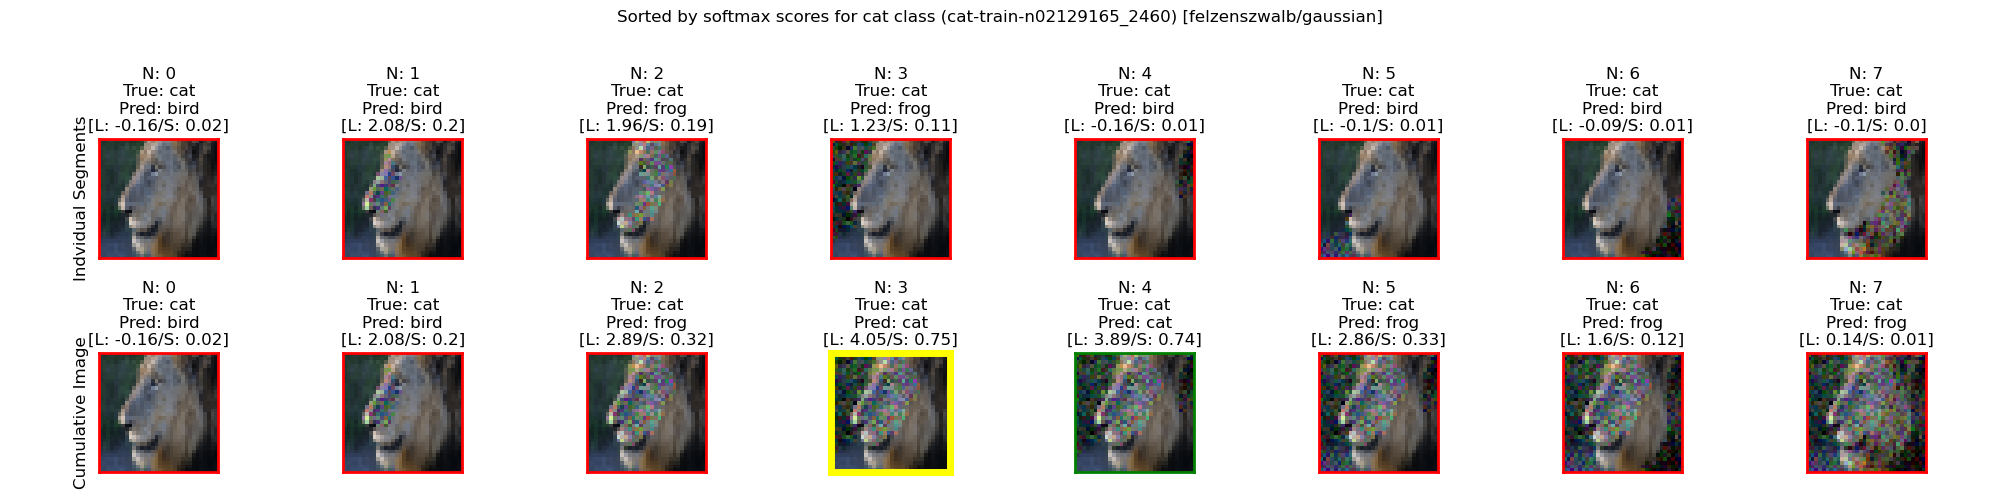 Sorted by softmax scores for cat class (cat-train-n02129165_2460) [felzenszwalb/gaussian]
Indvidual Segments
N: 0
True: cat
Pred: bird
[L: -0.16/S: 0.02]
N: 1
True: cat
Pred: bird
[L: 2.08/S: 0.2]
N: 2
True: cat
Pred: frog
[L: 1.96/S: 0.19]
N: 3
True: cat
Pred: frog
[L: 1.23/S: 0.11]
N: 4
True: cat
Pred: bird
[L: -0.16/S: 0.01]
N: 5
True: cat
Pred: bird
[L: -0.1/S: 0.01]
N: 6
True: cat
Pred: bird
[L: -0.09/S: 0.01]
N: 7
True: cat
Pred: bird
[L: -0.1/S: 0.0]
Cumulative Image
N: 0
True: cat
Pred: bird
[L: -0.16/S: 0.02]
N: 1
True: cat
Pred: bird
[L: 2.08/S: 0.2]
N: 2
True: cat
Pred: frog
[L: 2.89/S: 0.32]
N: 3
True: cat
Pred: cat
[L: 4.05/S: 0.75]
N: 4
True: cat
Pred: cat
[L: 3.89/S: 0.74]
N: 5
True: cat
Pred: frog
[L: 2.86/S: 0.33]
N: 6
True: cat
Pred: frog
[L: 1.6/S: 0.12]
N: 7
True: cat
Pred: frog
[L: 0.14/S: 0.01]